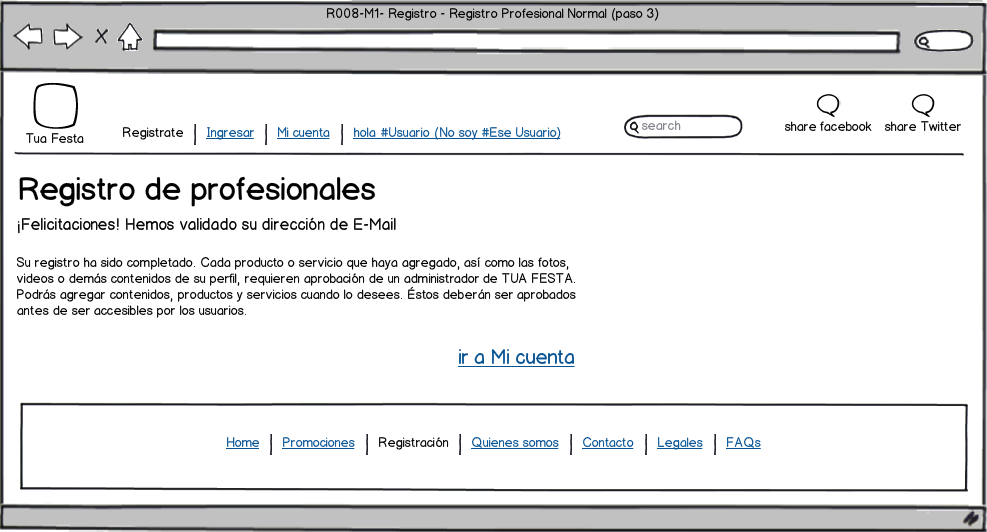 R008-M1- Registro - Registro Profesional Normal (paso 3)
Tua Festa
Registrate | Ingresar | Mi cuenta | hola #Usuario (No soy #Ese Usuario)
search
share facebook
share Twitter
Registro de profesionales
¡Felicitaciones! Hemos validado su dirección de E-Mail
Su registro ha sido completado. Cada producto o servicio que haya agregado, así como las fotos,
videos o demás contenidos de su perfil, requieren aprobación de un administrador de TUA FESTA.
Podrás agregar contenidos, productos y servicios cuando lo desees. Éstos deberán ser aprobados
antes de ser accesibles por los usuarios.
ir a Mi cuenta
Home | Promociones | Registración | Quienes somos | Contacto | Legales | FAQs